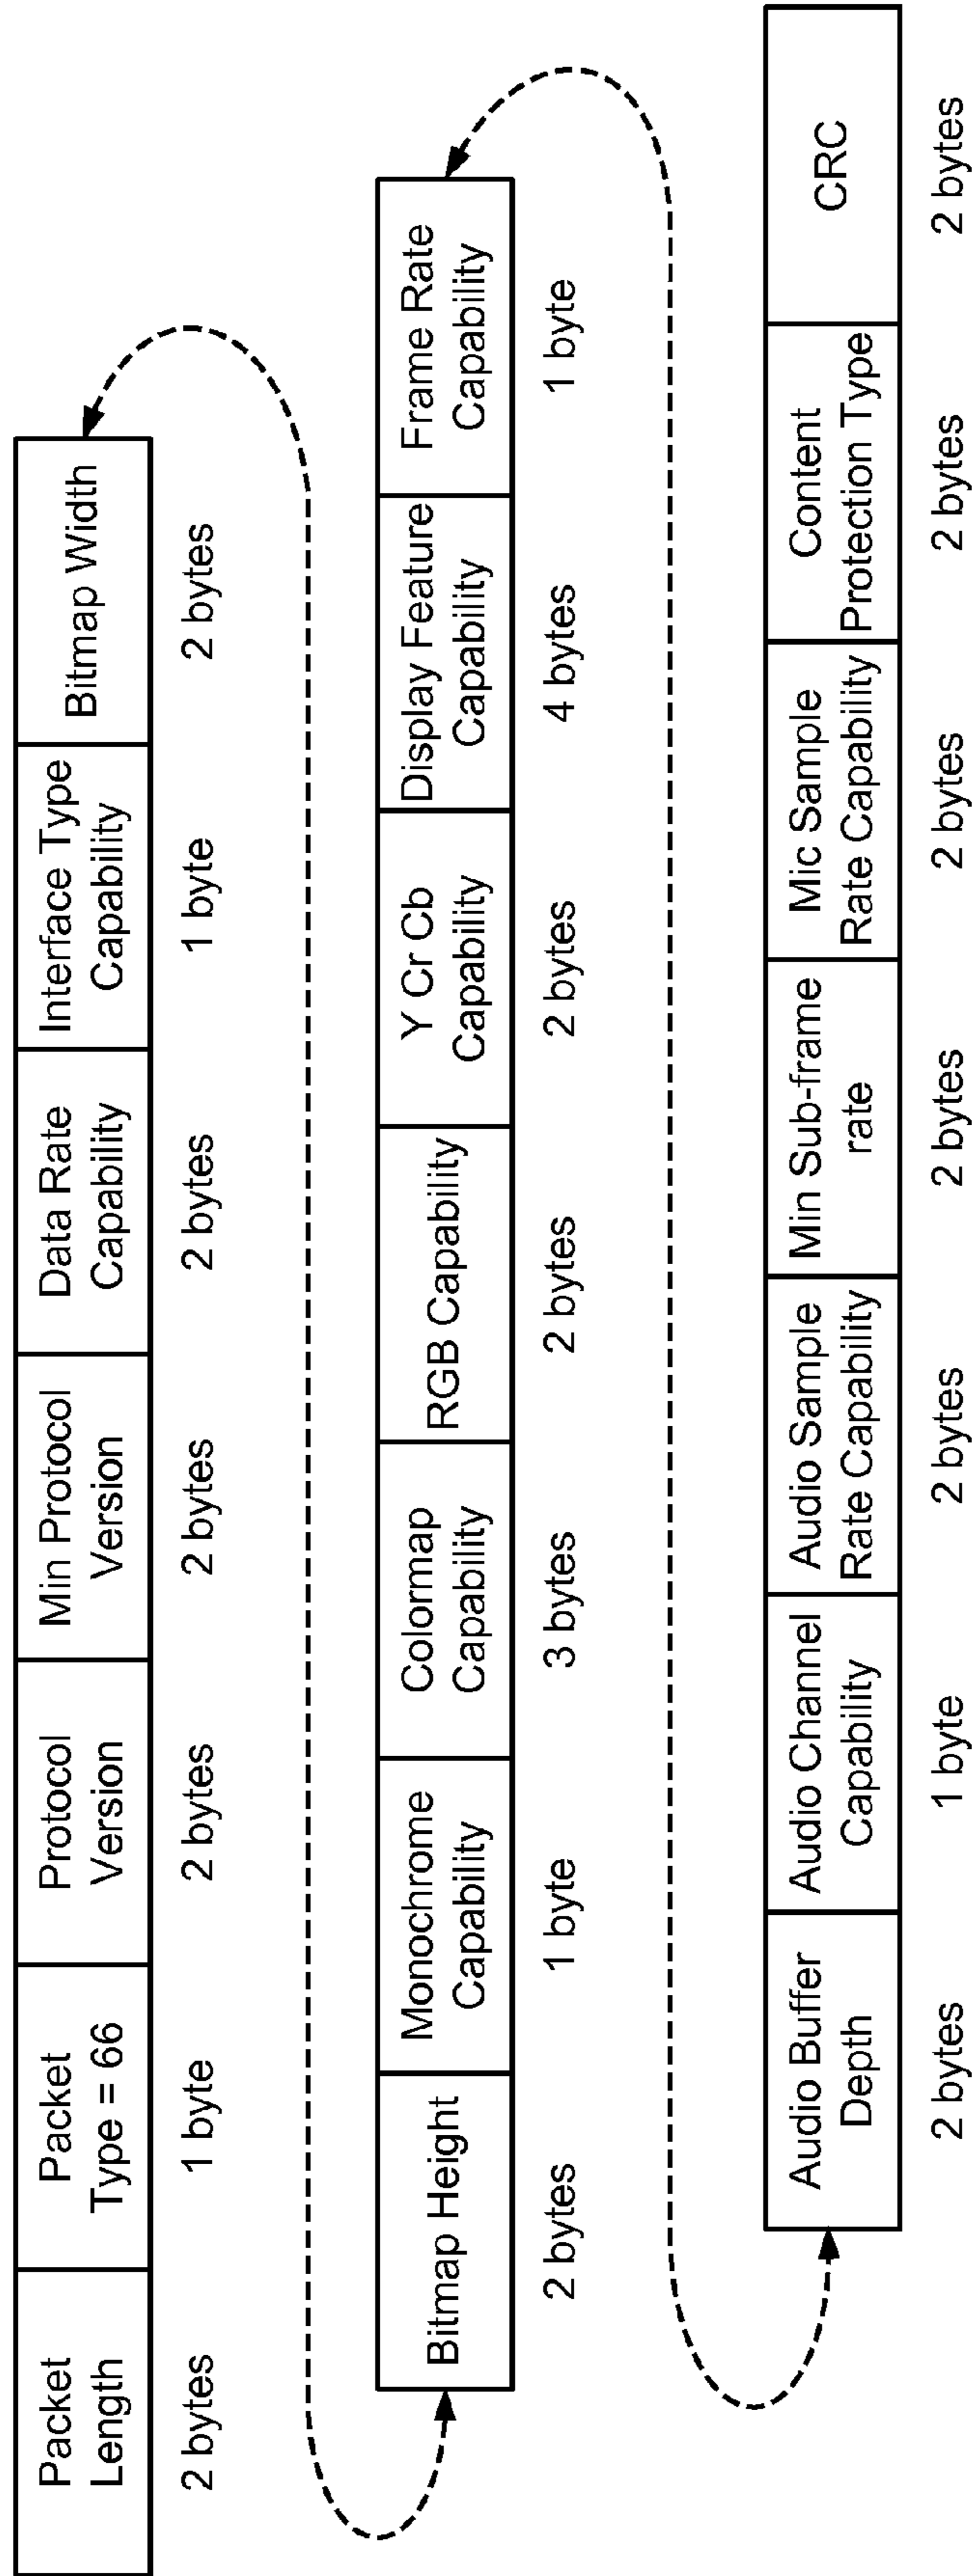 Packet
Length
2 bytes
Packet
Type = 66
1 byte
Protocol
Version
2 bytes
Min Protocol
Version
2 bytes
Data Rate
Capability
2 bytes
Interface Type
Capability
1 byte
Bitmap Width
2 bytes
Bitmap Height
2 bytes
Monochrome
Capability
1 byte
Colormap
Capability
3 bytes
RGB Capability
2 bytes
Y Cr Cb
Capability
2 bytes
Display Feature
Capability
4 bytes
Frame Rate
Capability
1 byte
Audio Buffer
Depth
2 bytes
Audio Channel
Capability
1 byte
Audio Sample
Rate Capability
2 bytes
Min Sub-frame
rate
2 bytes
Mic Sample
Rate Capability
2 bytes
Content
Protection Type
2 bytes
CRC
2 bytes